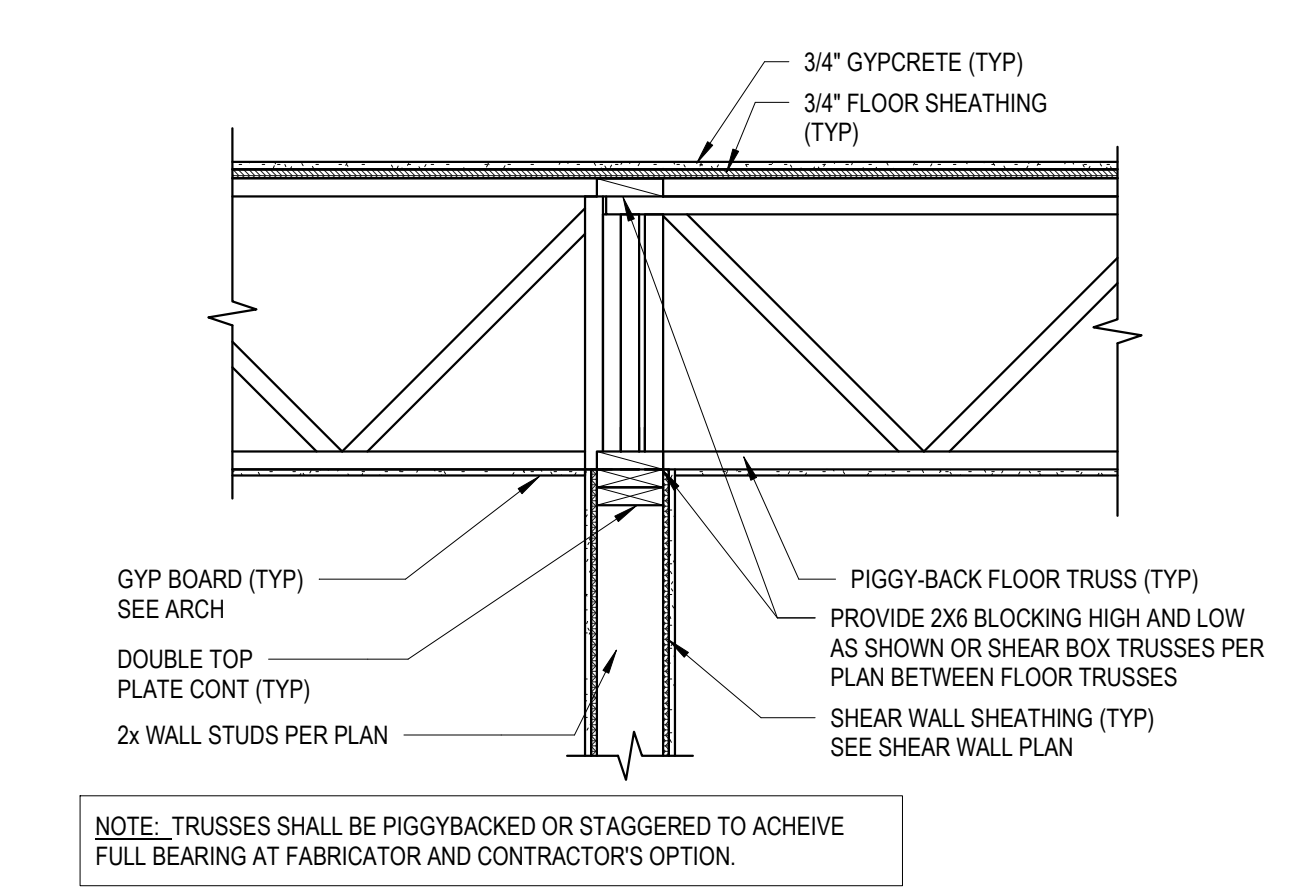 3/4" GYPCRETE (TYP)
3/4" FLOOR SHEATHING
(TYP)
GYP BOARD (TYP)
SEE ARCH
DOUBLE TOP
PLATE CONT (TYP)
2x WALL STUDS PER PLAN
PIGGY-BACK FLOOR TRUSS (TYP)
PROVIDE 2X6 BLOCKING HIGH AND LOW
AS SHOWN OR SHEAR BOX TRUSSES PER
PLAN BETWEEN FLOOR TRUSSES
SHEAR WALL SHEATHING (TYP)
SEE SHEAR WALL PLAN
NOTE: TRUSSES SHALL BE PIGGYBACKED OR STAGGERED TO ACHEIVE
FULL BEARING AT FABRICATOR AND CONTRACTOR'S OPTION.